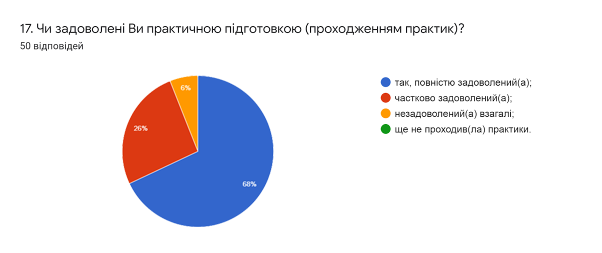 17. Чи задоволені Ви практичною підготовкою (проходженням практик)?
50 відповідей
6%
26%
68%
так, повністю задоволений(а);
частково задоволений(а);
незадоволений(а) взагалі;
ще не проходив(ла) практики.